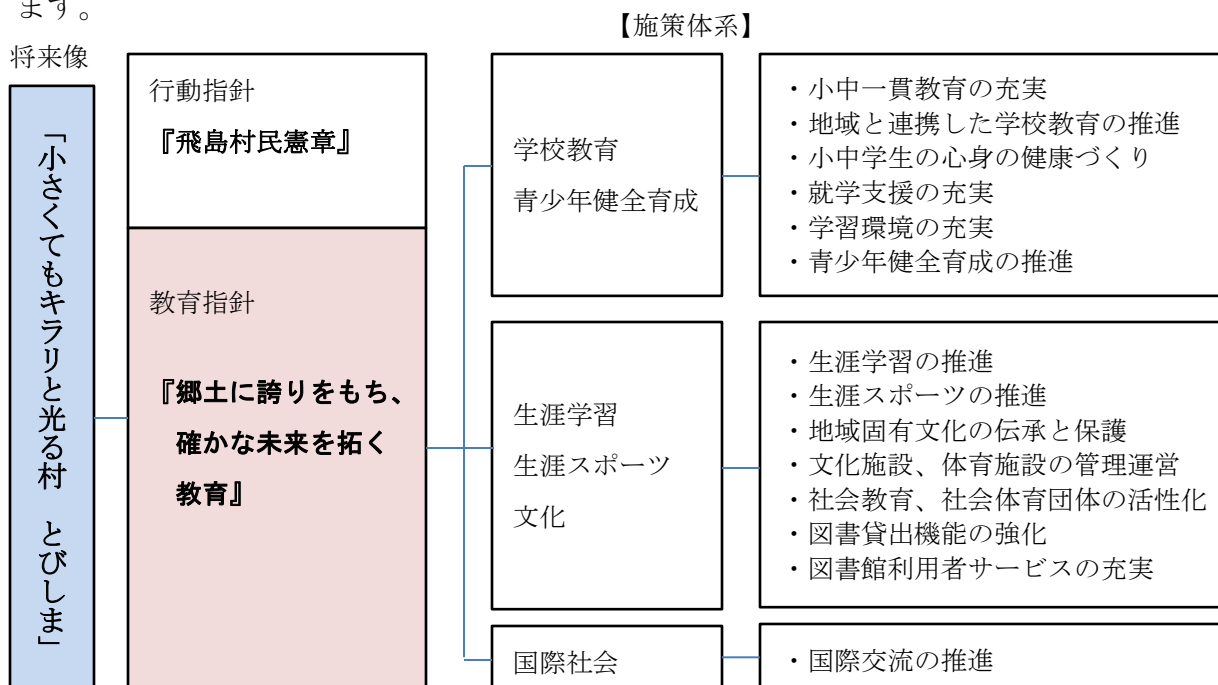 ます。
【施策体系】
将来像
「小さくてもキラリと光る村　とびしま」
行動指針
『飛島村民憲章』
教育指針
『郷土に誇りをもち、
確かな未来を拓く
教育』
学校教育
青少年健全育成
・小中一貫教育の充実
・地域と連携した学校教育の推進
・小中学生の心身の健康づくり
・就学支援の充実
・学習環境の充実
・青少年健全育成の推進
生涯学習
生涯スポーツ
文化
・生涯学習の推進
・生涯スポーツの推進
・地域固有文化の伝承と保護
・文化施設、体育施設の管理運営
・社会教育、社会体育団体の活性化
・図書貸出機能の強化
・図書館利用者サービスの充実
国際社会
・国際交流の推進